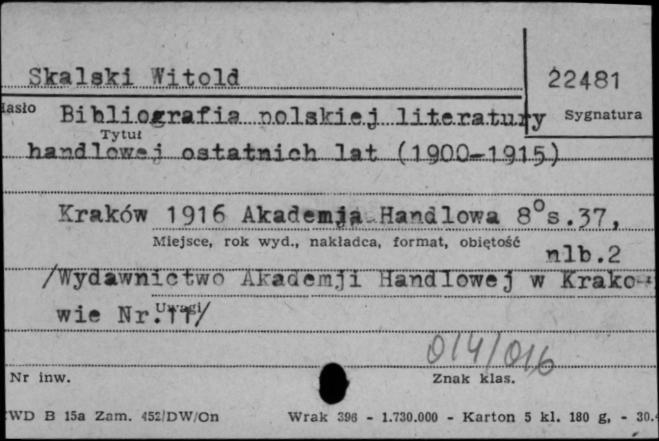 Skalski Witold 22481
Hasło Bibliografia polskiej literatury Sygnatura
Tytuł
handlowej ostatnich lat (1900-1915)
Kraków 1916 Akademja Handlowa 8° s.37,
Miejsce, rok wyd., nakładca, format, objętość
nlb.2
/Wydawnictwo Akademji Handlowej w Krako-
Uwagi
wie Nr.11/
014/016
Nr inw. Znak klas.
CWD B 15a Zam. 452/DW/On Wrak 396 - 1.730.000 - Karton 5 kl. 180 g, - 30.